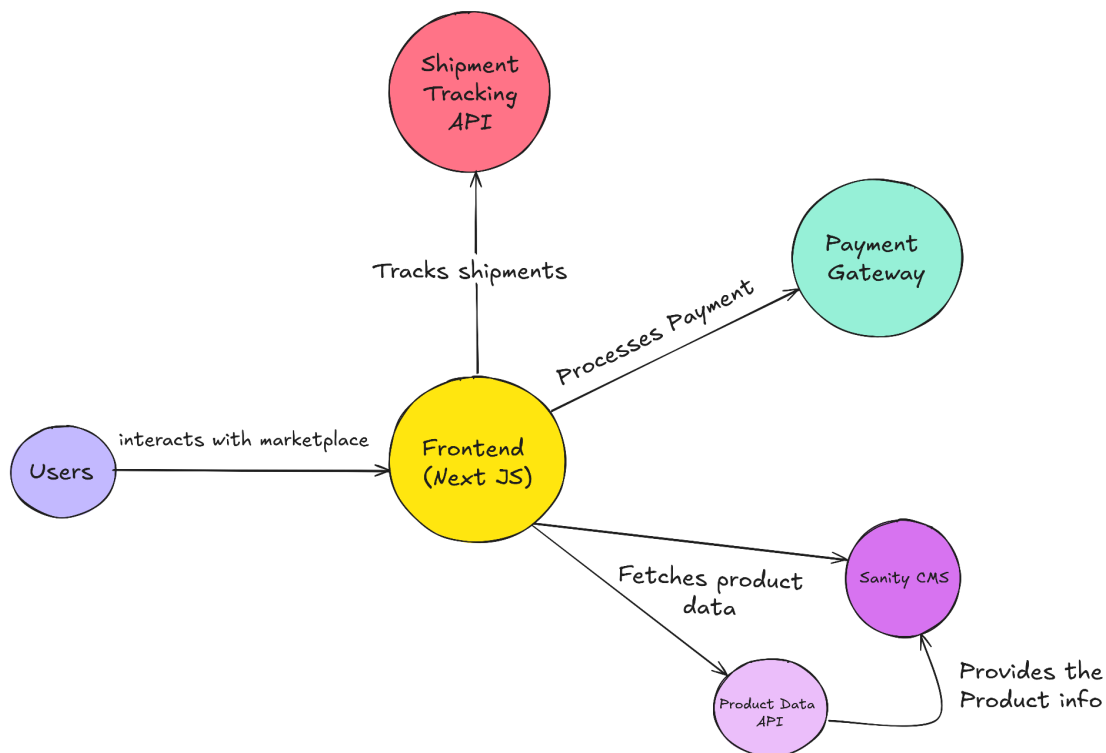 Shipment
Tracking
API
Payment
Gateway
Tracks shipments
Processes Payment
interacts with marketplace
Users
Frontend
(Next JS)
Fetches product
data
Sanity CMS
Provides the
Product info
Product Data
API